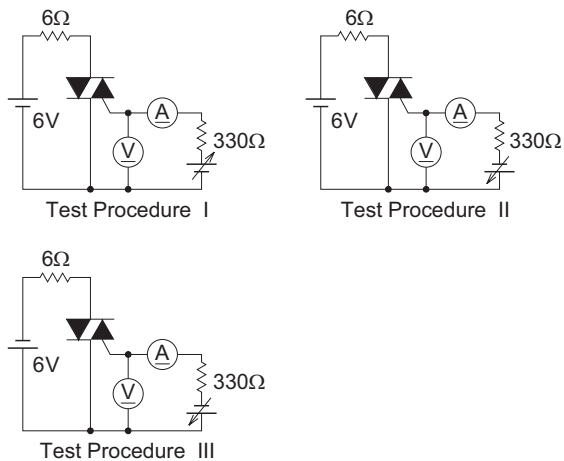 6Ω
6V
A
V
330Ω
Test Procedure I
6Ω
6V
A
V
330Ω
Test Procedure II
6Ω
6V
A
V
330Ω
Test Procedure III